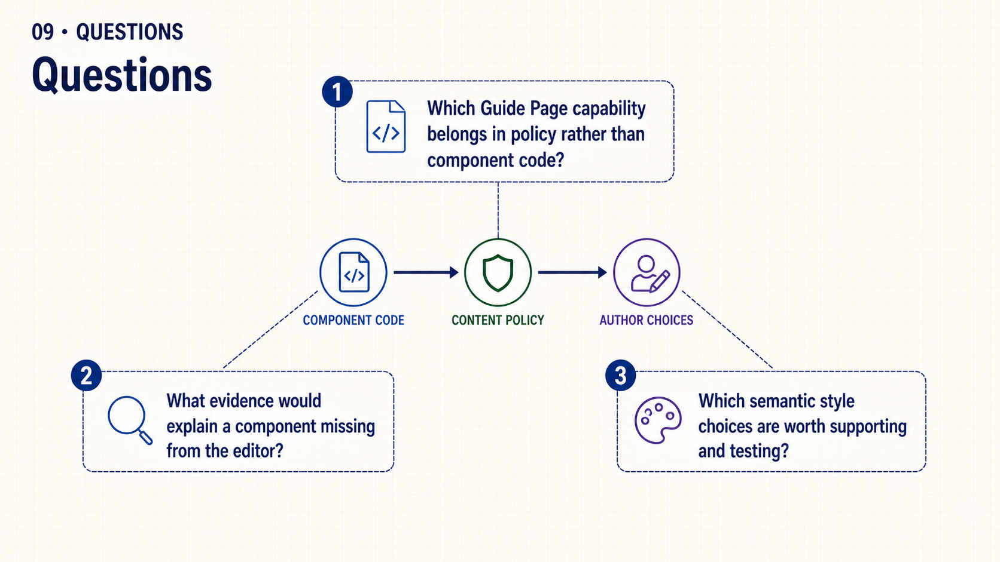 09 • QUESTIONS
Questions
1
Which Guide Page capability
belongs in policy rather than
component code?
</>
</>
COMPONENT CODE
CONTENT POLICY
AUTHOR CHOICES
2
What evidence would
explain a component missing
from the editor?
3
Which semantic style
choices are worth supporting
and testing?